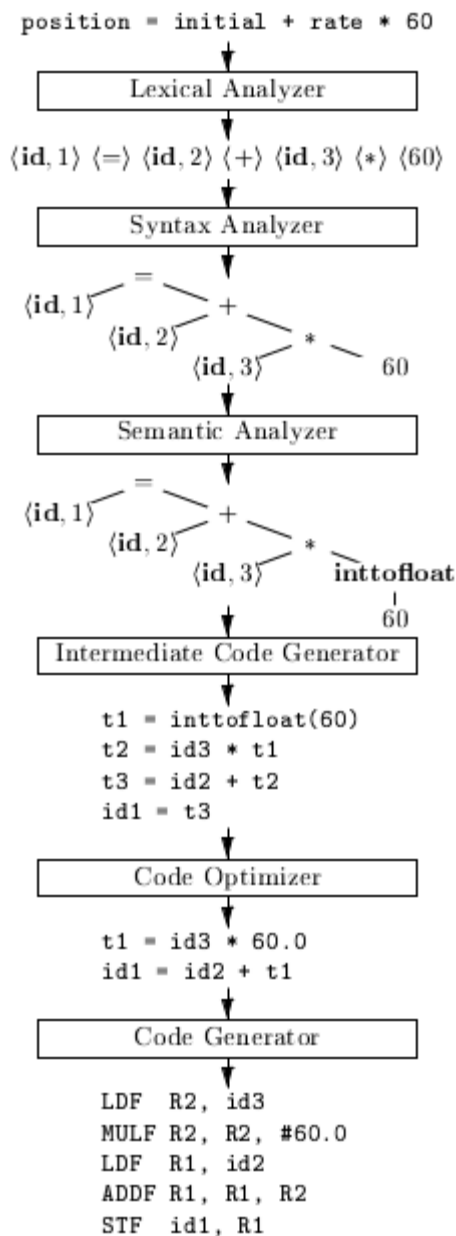 position = initial + rate * 60
Lexical Analyzer
⟨id, 1⟩ ⟨=⟩ ⟨id, 2⟩ ⟨+⟩ ⟨id, 3⟩ ⟨*⟩ ⟨60⟩
Syntax Analyzer
=
⟨id, 1⟩ +
⟨id, 2⟩ *
⟨id, 3⟩ 60
Semantic Analyzer
=
⟨id, 1⟩ +
⟨id, 2⟩ *
⟨id, 3⟩ inttofloat
60
Intermediate Code Generator
t1 = inttofloat(60)
t2 = id3 * t1
t3 = id2 + t2
id1 = t3
Code Optimizer
t1 = id3 * 60.0
id1 = id2 + t1
Code Generator
LDF R2, id3
MULF R2, R2, #60.0
LDF R1, id2
ADDF R1, R1, R2
STF id1, R1